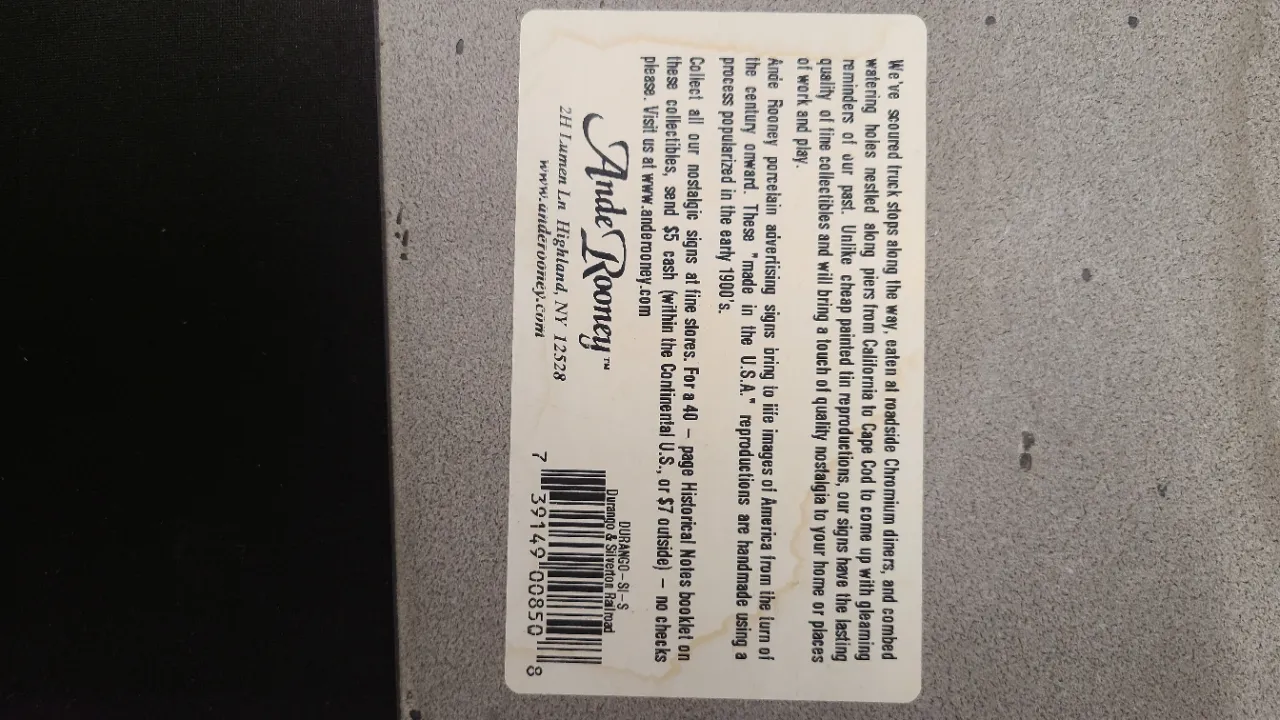 We've scoured truck stops along the way, eaten at roadside Chromium diners, and combed
watering holes nestled along piers from California to Cape Cod to come up with gleaming
reminders of our past. Unlike cheap painted tin reproductions, our signs have the lasting
quality of fine collectibles and will bring a touch of quality nostalgia to your home or places
of work and play.
Ande Rooney porcelain advertising signs bring to life images of America from the turn of
the century onward. These "made in the U.S.A." reproductions are handmade using a
process popularized in the early 1900's.
Collect all our nostalgic signs at fine stores. For a 40 – page Historical Notes booklet on
these collectibles, send $5 cash (within the Continental U.S., or $7 outside) – no checks
please. Visit us at www.anderooney.com
Ande Rooney™
2H Lumen Ln. Highland, NY 12528
www.anderooney.com
DURANGO – SI – S
Durango & Silverton Railroad
7 39149 00850 8